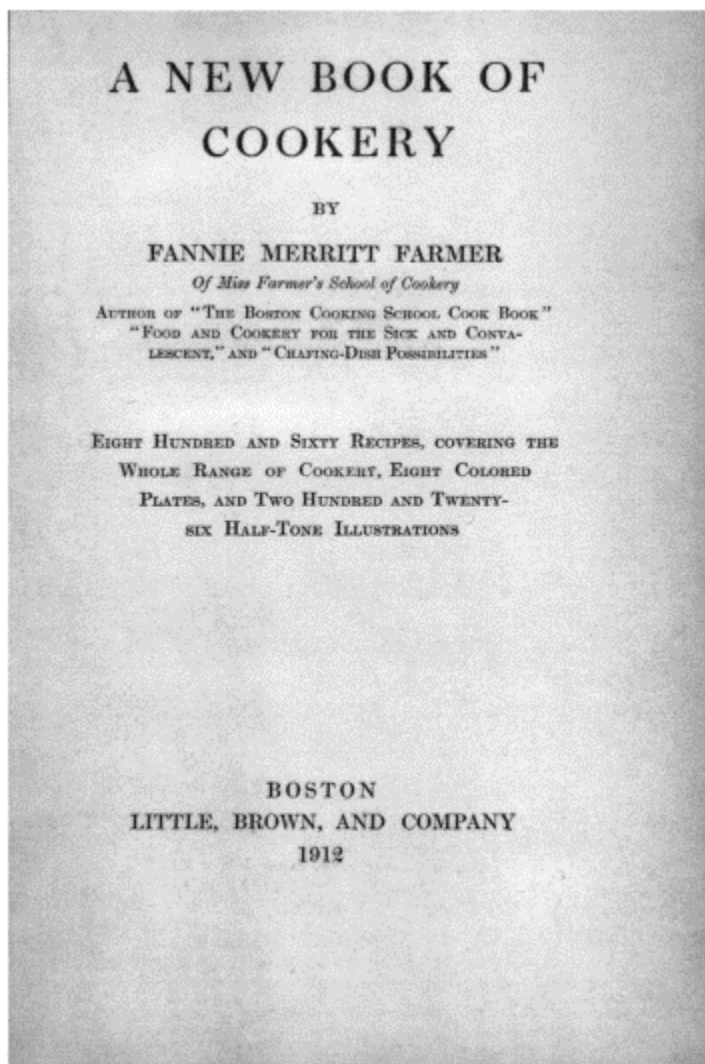 A NEW BOOK OF
COOKERY
BY
FANNIE MERRITT FARMER
Of Miss Farmer's School of Cookery
Author of "The Boston Cooking School Cook Book"
"Food and Cookery for the Sick and Conva-
lescent," and "Chafing-Dish Possibilities"
Eight Hundred and Sixty Recipes, covering the
Whole Range of Cookery, Eight Colored
Plates, and Two Hundred and Twenty-
six Half-Tone Illustrations
BOSTON
LITTLE, BROWN, AND COMPANY
1912